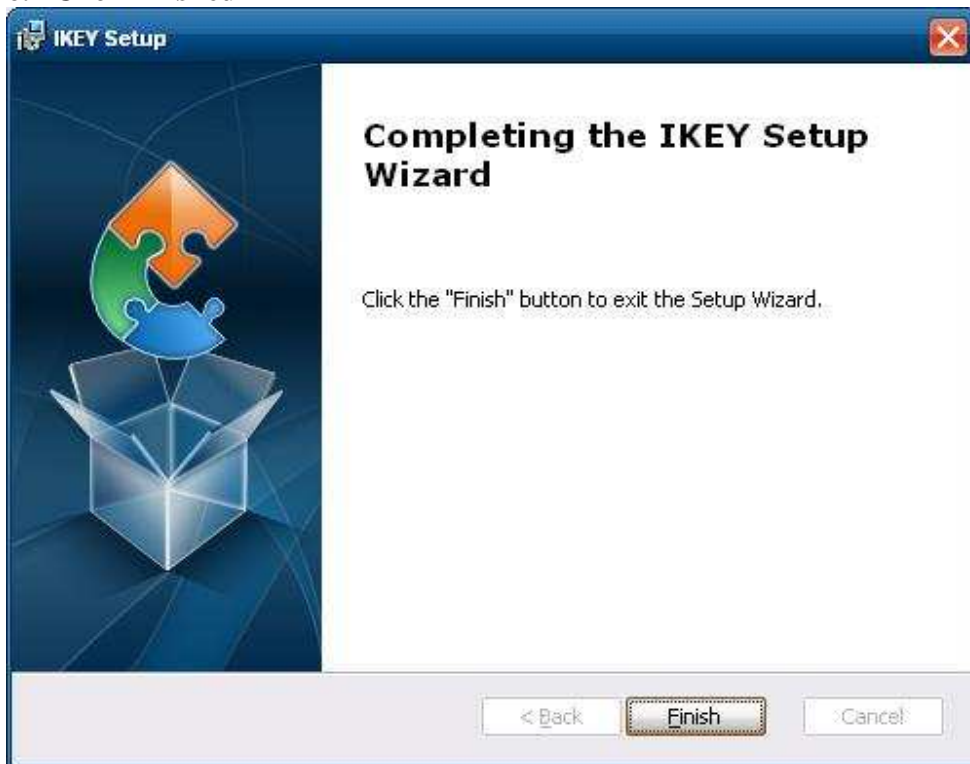 IKEY Setup
Completing the IKEY Setup
Wizard
Click the "Finish" button to exit the Setup Wizard.
< Back Finish Cancel